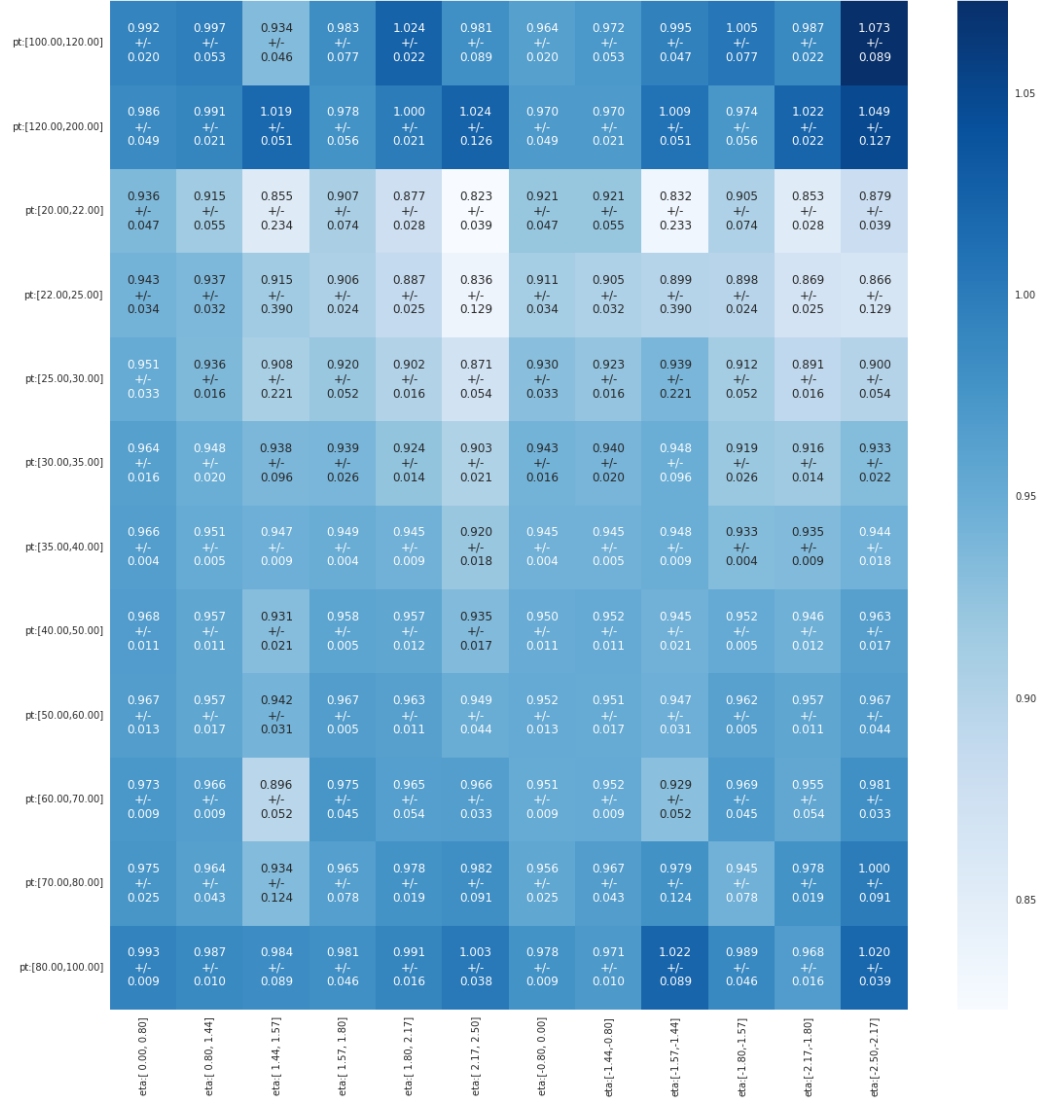 0.992 0.997 0.934 0.983 1.024 0.981 0.964 0.972 0.995 1.005 0.987 1.073
pt:[100.00,120.00] +/- +/- +/- +/- +/- +/- +/- +/- +/- +/- +/- +/-
0.020 0.053 0.046 0.077 0.022 0.089 0.020 0.053 0.047 0.077 0.022 0.089
1.05
0.986 0.991 1.019 0.978 1.000 1.024 0.970 0.970 1.009 0.974 1.022 1.049
pt:[120.00,200.00] +/- +/- +/- +/- +/- +/- +/- +/- +/- +/- +/- +/-
0.049 0.021 0.051 0.056 0.021 0.126 0.049 0.021 0.051 0.056 0.022 0.127
0.936 0.915 0.855 0.907 0.877 0.823 0.921 0.921 0.832 0.905 0.853 0.879
pt:[20.00,22.00] +/- +/- +/- +/- +/- +/- +/- +/- +/- +/- +/- +/-
0.047 0.055 0.234 0.074 0.028 0.039 0.047 0.055 0.233 0.074 0.028 0.039
0.943 0.937 0.915 0.906 0.887 0.836 0.911 0.905 0.899 0.898 0.869 0.866
pt:[22.00,25.00] +/- +/- +/- +/- +/- +/- +/- +/- +/- +/- +/- +/- 1.00
0.034 0.032 0.390 0.024 0.025 0.129 0.034 0.032 0.390 0.024 0.025 0.129
0.951 0.936 0.908 0.920 0.902 0.871 0.930 0.923 0.939 0.912 0.891 0.900
pt:[25.00,30.00] +/- +/- +/- +/- +/- +/- +/- +/- +/- +/- +/- +/-
0.033 0.016 0.221 0.052 0.016 0.054 0.033 0.016 0.221 0.052 0.016 0.054
0.964 0.948 0.938 0.939 0.924 0.903 0.943 0.940 0.948 0.919 0.916 0.933
pt:[30.00,35.00] +/- +/- +/- +/- +/- +/- +/- +/- +/- +/- +/- +/-
0.016 0.020 0.096 0.026 0.014 0.021 0.016 0.020 0.096 0.026 0.014 0.022
0.95
0.966 0.951 0.947 0.949 0.945 0.920 0.945 0.945 0.948 0.933 0.935 0.944
pt:[35.00,40.00] +/- +/- +/- +/- +/- +/- +/- +/- +/- +/- +/- +/-
0.004 0.005 0.009 0.004 0.009 0.018 0.004 0.005 0.009 0.004 0.009 0.018
0.968 0.957 0.931 0.958 0.957 0.935 0.950 0.952 0.945 0.952 0.946 0.963
pt:[40.00,50.00] +/- +/- +/- +/- +/- +/- +/- +/- +/- +/- +/- +/-
0.011 0.011 0.021 0.005 0.012 0.017 0.011 0.011 0.021 0.005 0.012 0.017
0.967 0.957 0.942 0.967 0.963 0.949 0.952 0.951 0.947 0.962 0.957 0.967 0.90
pt:[50.00,60.00] +/- +/- +/- +/- +/- +/- +/- +/- +/- +/- +/- +/-
0.013 0.017 0.031 0.005 0.011 0.044 0.013 0.017 0.031 0.005 0.011 0.044
0.973 0.966 0.896 0.975 0.965 0.966 0.951 0.952 0.929 0.969 0.955 0.981
pt:[60.00,70.00] +/- +/- +/- +/- +/- +/- +/- +/- +/- +/- +/- +/-
0.009 0.009 0.052 0.045 0.054 0.033 0.009 0.009 0.052 0.045 0.054 0.033
0.975 0.964 0.934 0.965 0.978 0.982 0.956 0.967 0.979 0.945 0.978 1.000
pt:[70.00,80.00] +/- +/- +/- +/- +/- +/- +/- +/- +/- +/- +/- +/-
0.025 0.043 0.124 0.078 0.019 0.091 0.025 0.043 0.124 0.078 0.019 0.091
0.85
0.993 0.987 0.984 0.981 0.991 1.003 0.978 0.971 1.022 0.989 0.968 1.020
pt:[80.00,100.00] +/- +/- +/- +/- +/- +/- +/- +/- +/- +/- +/- +/-
0.009 0.010 0.089 0.046 0.016 0.038 0.009 0.010 0.089 0.046 0.016 0.039
eta:[ 0.00, 0.80]
eta:[ 0.80, 1.44]
eta:[ 1.44, 1.57]
eta:[ 1.57, 1.80]
eta:[ 1.80, 2.17]
eta:[ 2.17, 2.50]
eta:[-0.80, 0.00]
eta:[-1.44,-0.80]
eta:[-1.57,-1.44]
eta:[-1.80,-1.57]
eta:[-2.17,-1.80]
eta:[-2.50,-2.17]